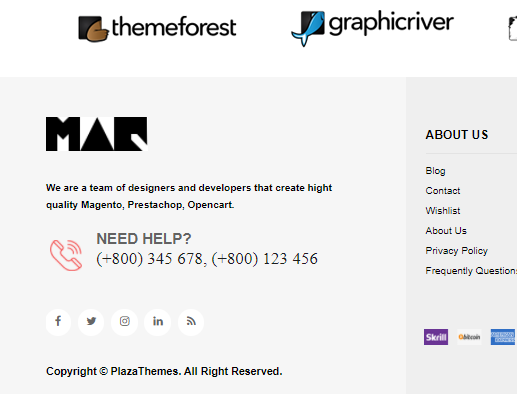 themeforest
graphicriver
We are a team of designers and developers that create hight
quality Magento, Prestachop, Opencart.
NEED HELP?
(+800) 345 678, (+800) 123 456
Copyright © PlazaThemes. All Right Reserved.
ABOUT US
Blog
Contact
Wishlist
About Us
Privacy Policy
Frequently Question
Skrill
bitcoin